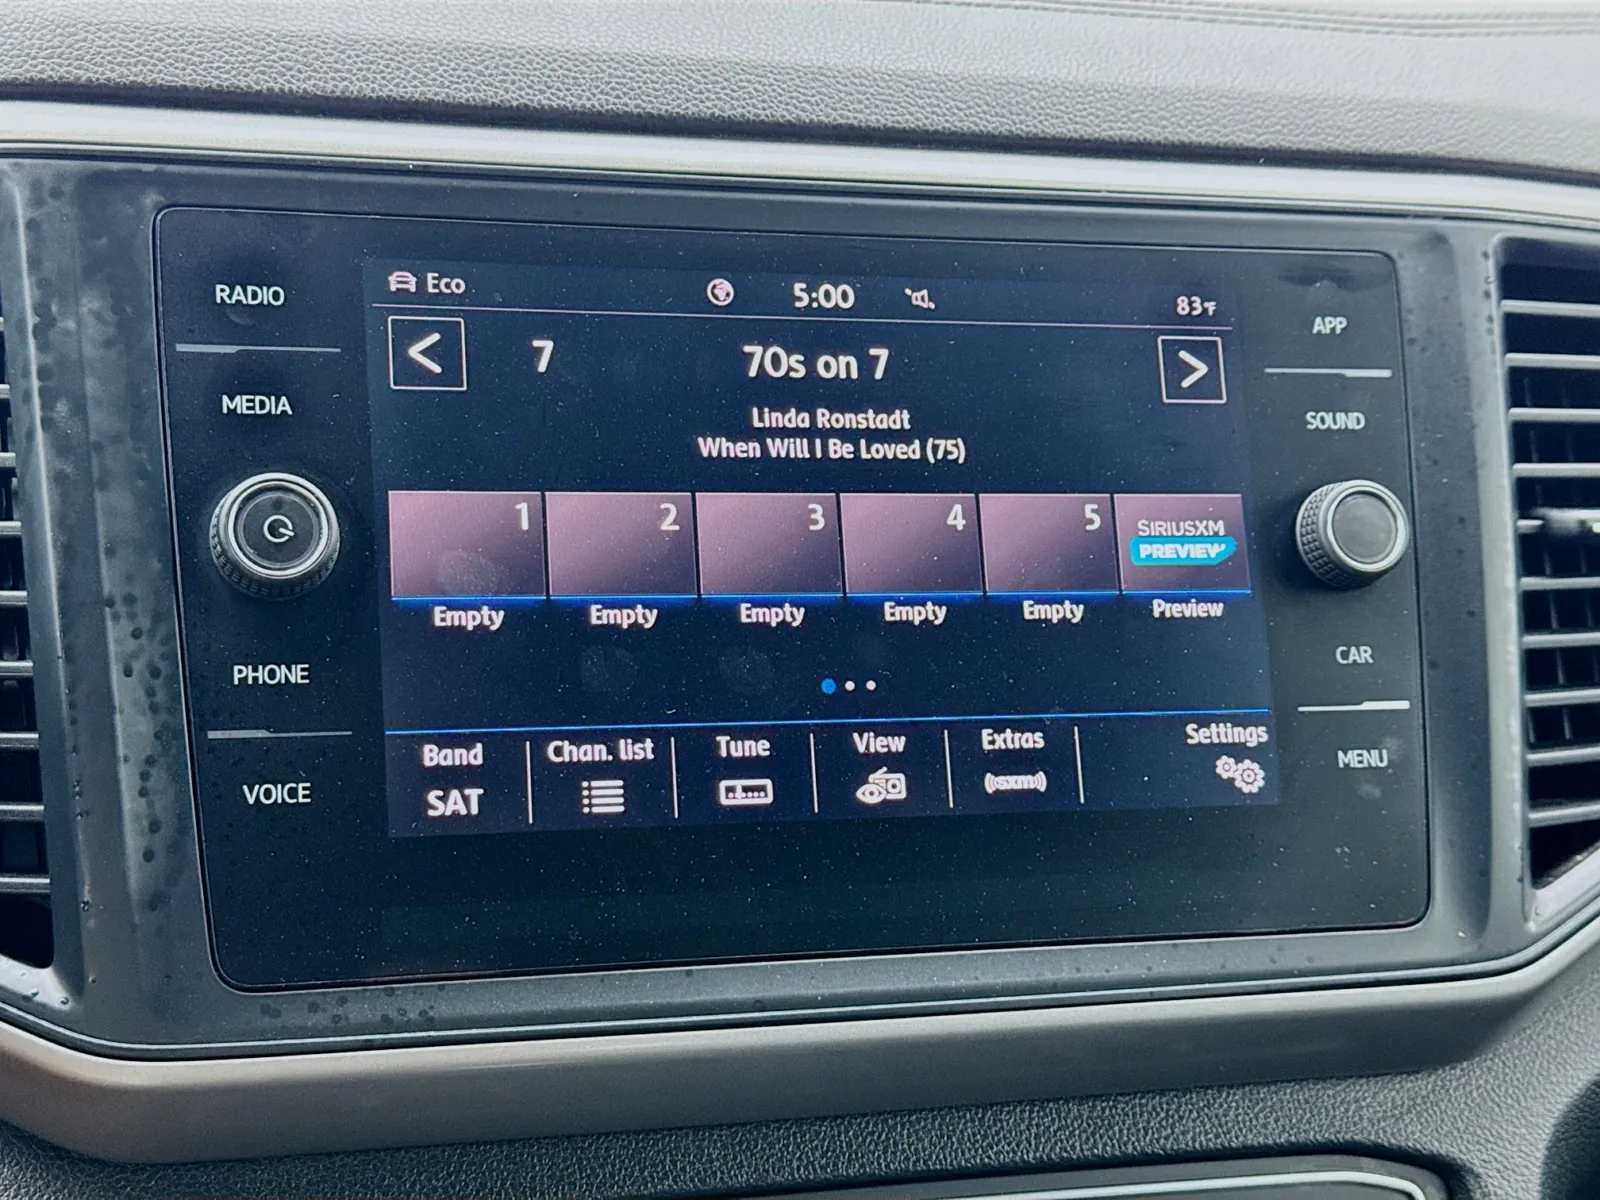 RADIO
MEDIA
PHONE
VOICE
Eco
5:00
83°F
7
70s on 7
Linda Ronstadt
When Will I Be Loved (75)
1
2
3
4
5
SIRIUSXM
PREVIEW
Empty
Empty
Empty
Empty
Empty
Preview
Band
SAT
Chan. list
Tune
View
Extras
((sxm))
Settings
APP
SOUND
CAR
MENU